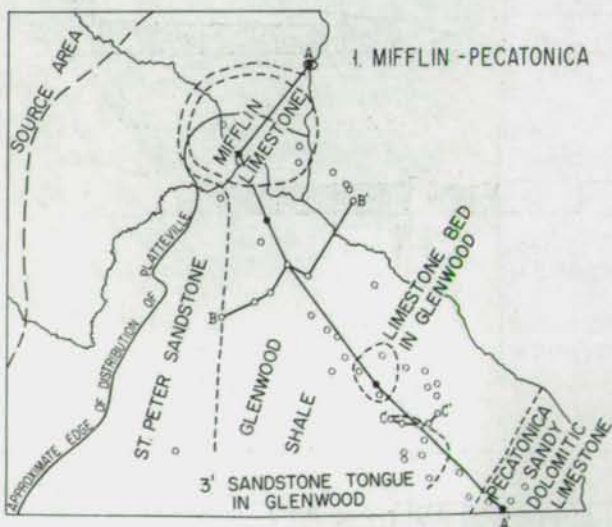 1. MIFFLIN - PECATONICA
A
SOURCE AREA
MIFFLIN
LIMESTONE
B'
LIMESTONE BED
IN GLENWOOD
APPROXIMATE EDGE OF DISTRIBUTION OF PLATTEVILLE
ST. PETER SANDSTONE
B
GLENWOOD
SHALE
C
C'
3' SANDSTONE TONGUE
IN GLENWOOD
PECATONICA
SANDY
DOLOMITIC
LIMESTONE
A'